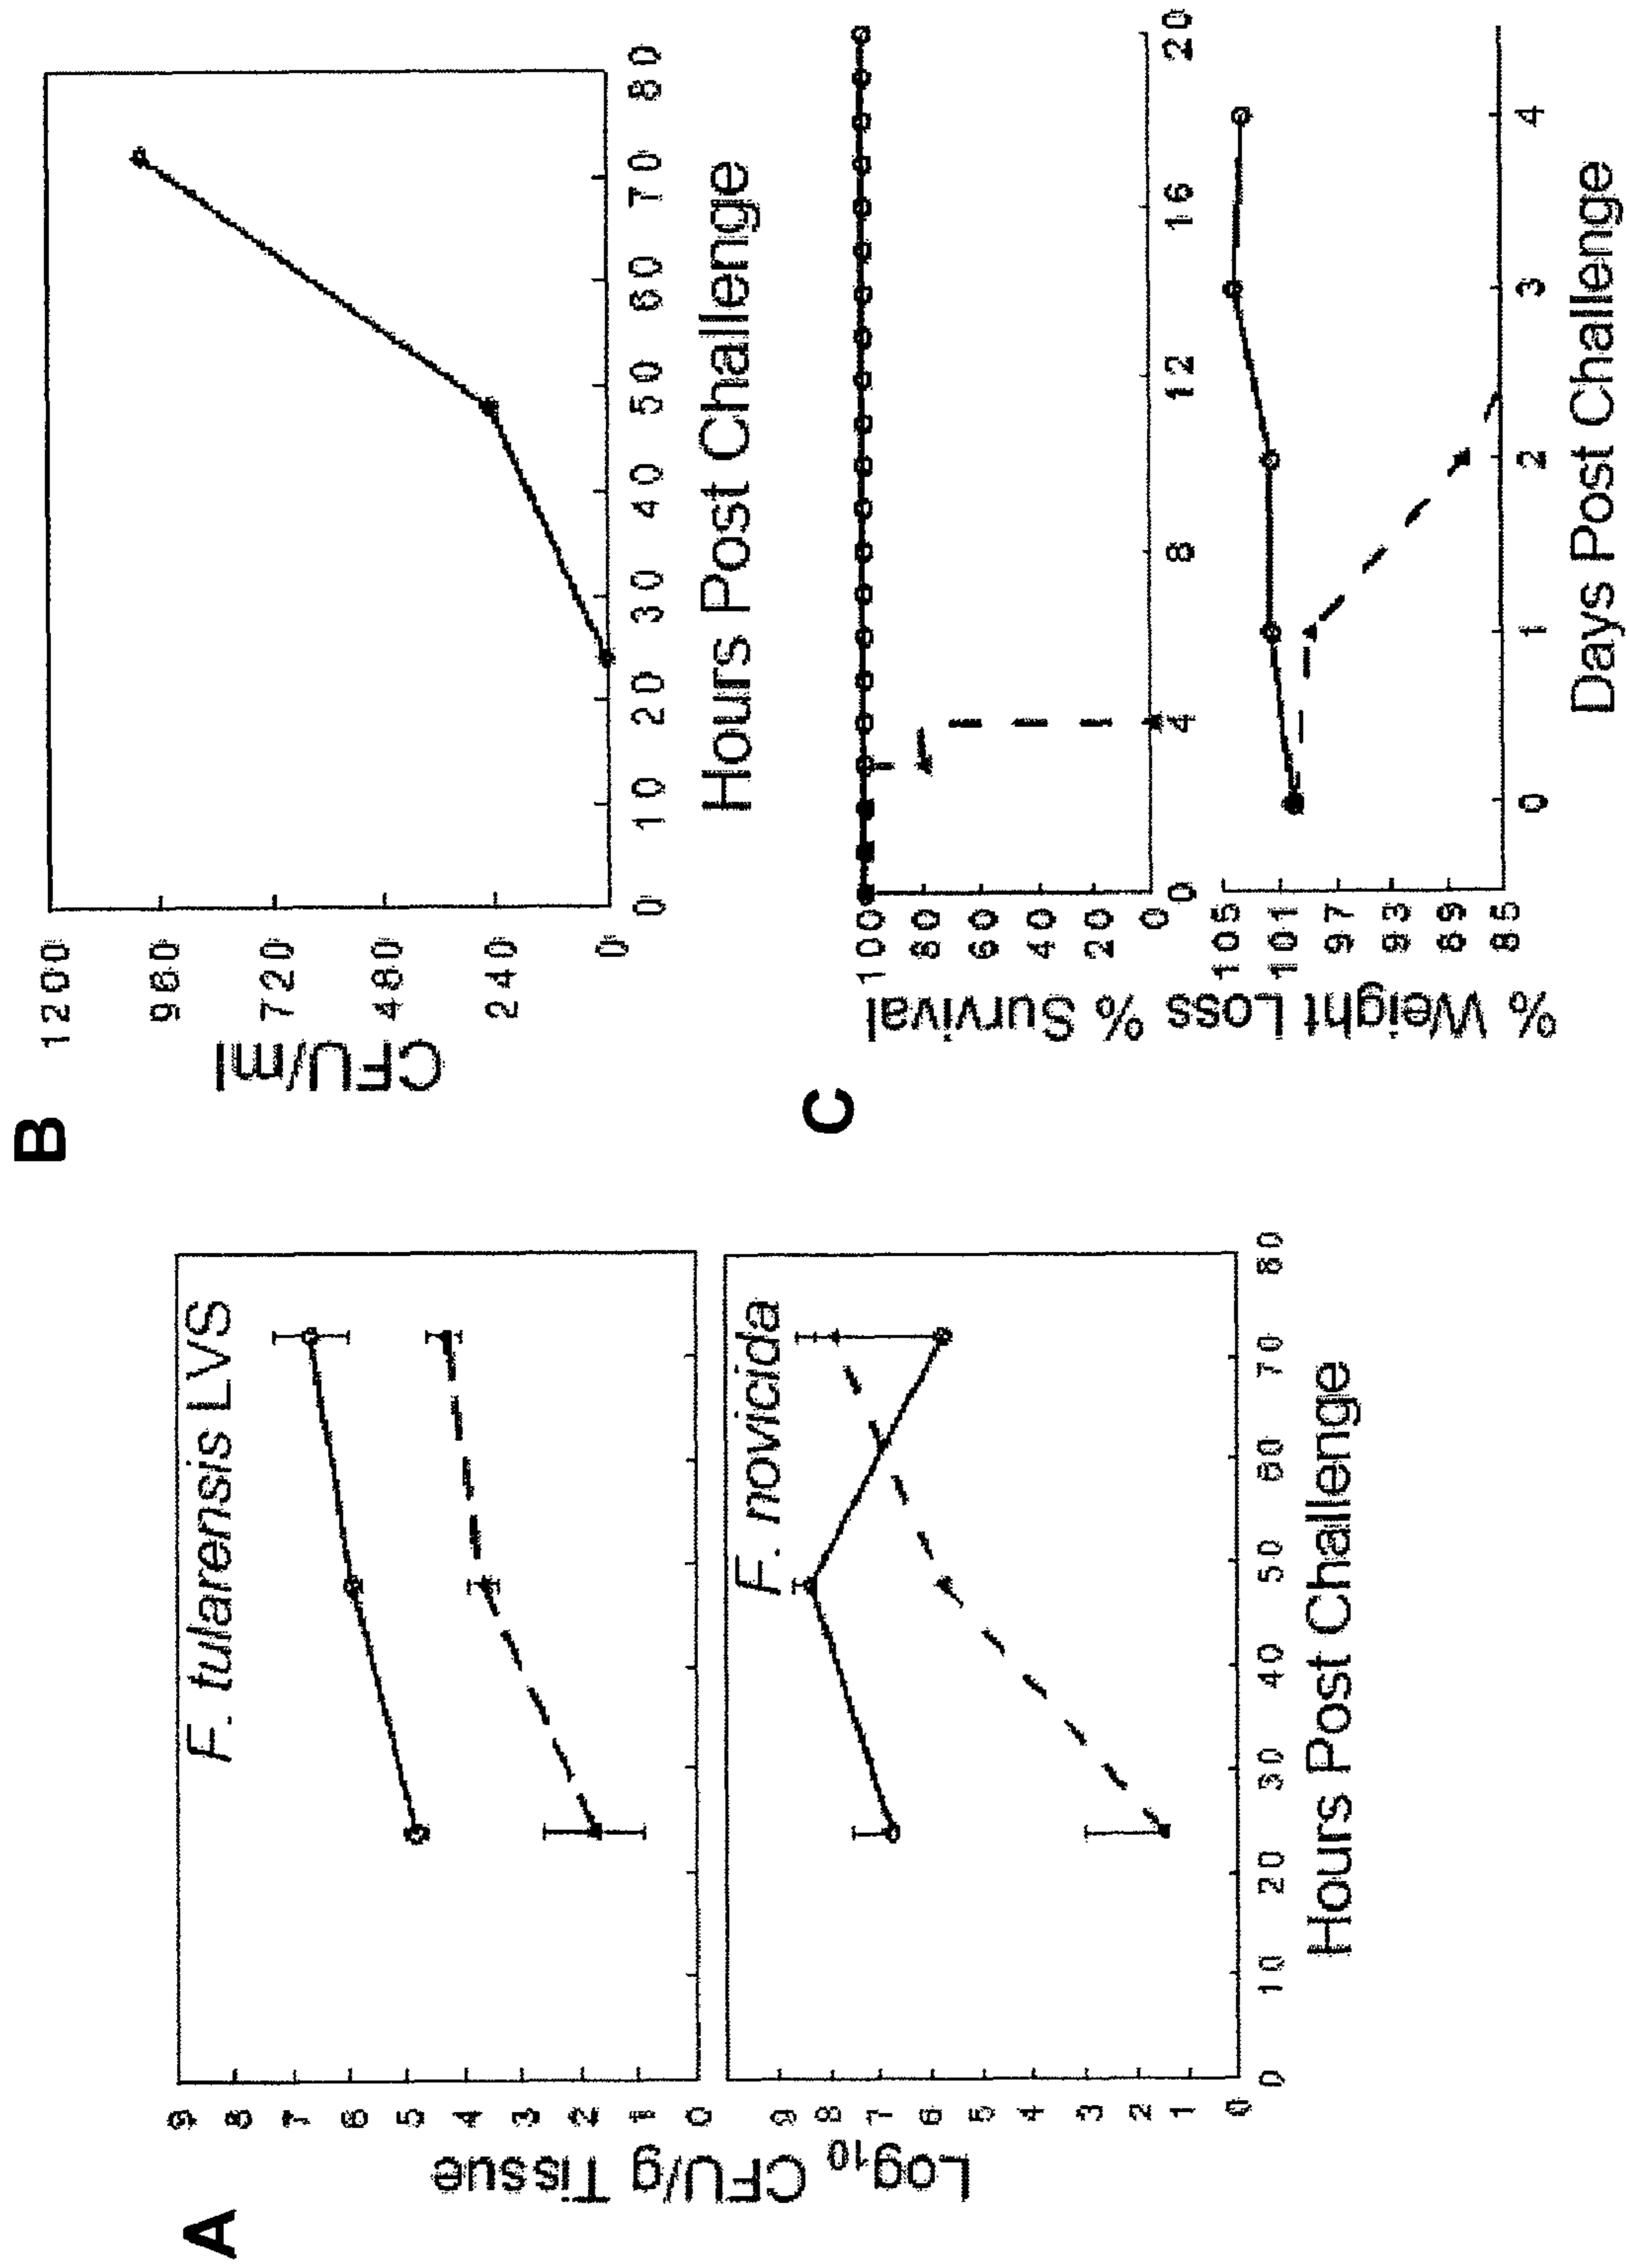 A
Log10 CFU/g Tissue
9
8
7
6
5
4
3
2
1
0
F. tularensis LVS
9
8
7
6
5
4
3
2
1
0
F. novicida
0 10 20 30 40 50 60 70 80
Hours Post Challenge
B
CFU/ml
1200
960
720
480
240
0
0 10 20 30 40 50 60 70 80
Hours Post Challenge
C
% Weight Loss % Survival
100
80
60
40
20
0
0 4 8 12 16 20
105
101
97
93
89
85
0 1 2 3 4
Days Post Challenge